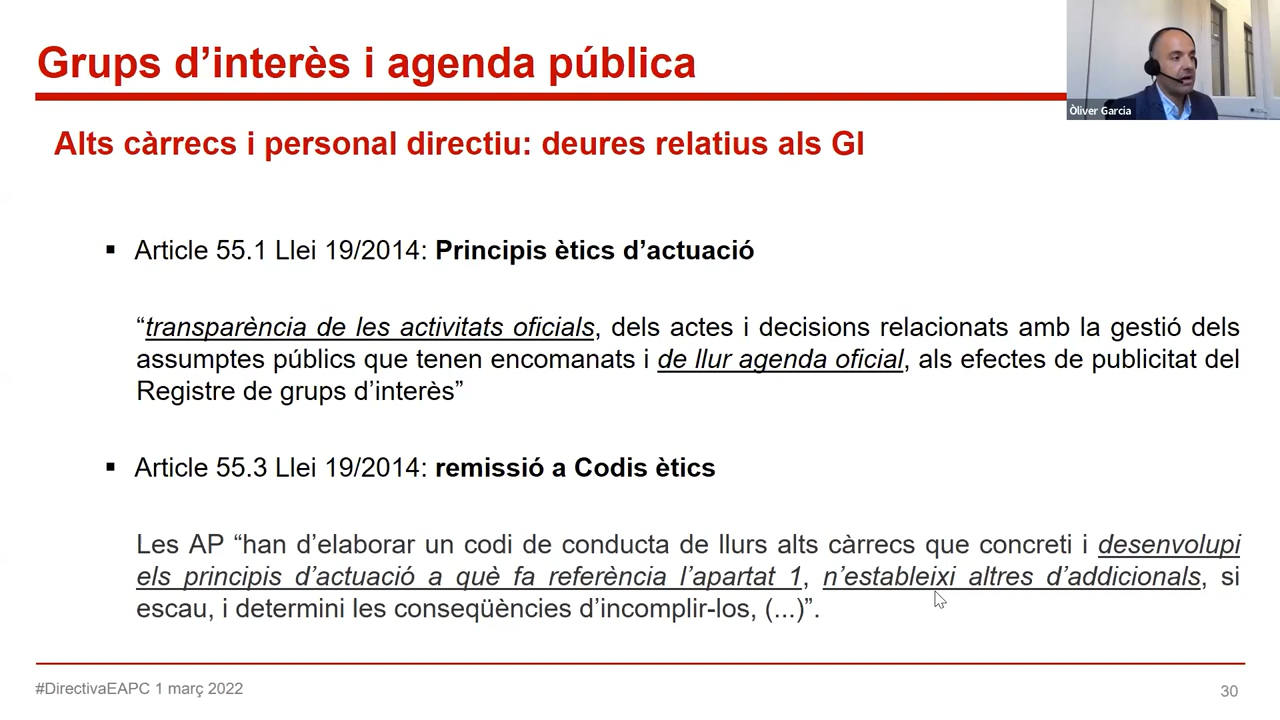 Grups d’interès i agenda pública
Òliver Garcia
Alts càrrecs i personal directiu: deures relatius als GI
▪ Article 55.1 Llei 19/2014: Principis ètics d’actuació
“transparència de les activitats oficials, dels actes i decisions relacionats amb la gestió dels
assumptes públics que tenen encomanats i de llur agenda oficial, als efectes de publicitat del
Registre de grups d’interès”
▪ Article 55.3 Llei 19/2014: remissió a Codis ètics
Les AP “han d’elaborar un codi de conducta de llurs alts càrrecs que concreti i desenvolupi
els principis d’actuació a què fa referència l’apartat 1, n’estableixi altres d’addicionals, si
escau, i determini les conseqüències d’incomplir-los, (...)”.
#DirectivaEAPC 1 març 2022
30